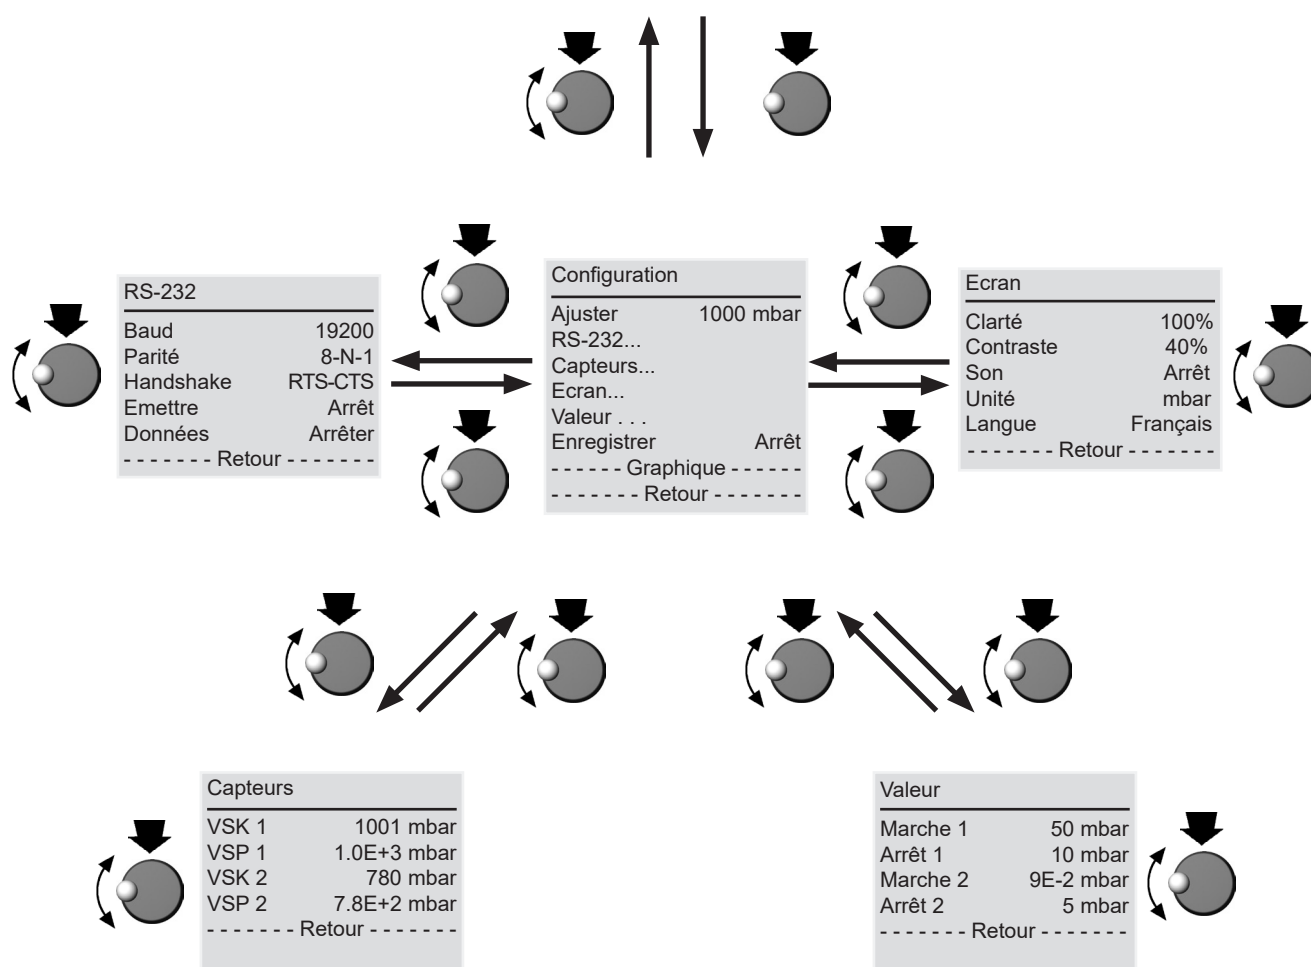 RS-232
Baud 19200
Parité 8-N-1
Handshake RTS-CTS
Emettre Arrêt
Données Arrêter
- - - - - - - Retour - - - - - - -
Configuration
Ajuster 1000 mbar
RS-232...
Capteurs...
Ecran...
Valeur . . .
Enregistrer Arrêt
- - - - - - Graphique - - - - - -
- - - - - - - Retour - - - - - - -
Ecran
Clarté 100%
Contraste 40%
Son Arrêt
Unité mbar
Langue Français
- - - - - - - Retour - - - - - - -
Capteurs
VSK 1 1001 mbar
VSP 1 1.0E+3 mbar
VSK 2 780 mbar
VSP 2 7.8E+2 mbar
- - - - - - - Retour - - - - - - -
Valeur
Marche 1 50 mbar
Arrêt 1 10 mbar
Marche 2 9E-2 mbar
Arrêt 2 5 mbar
- - - - - - - Retour - - - - - - -